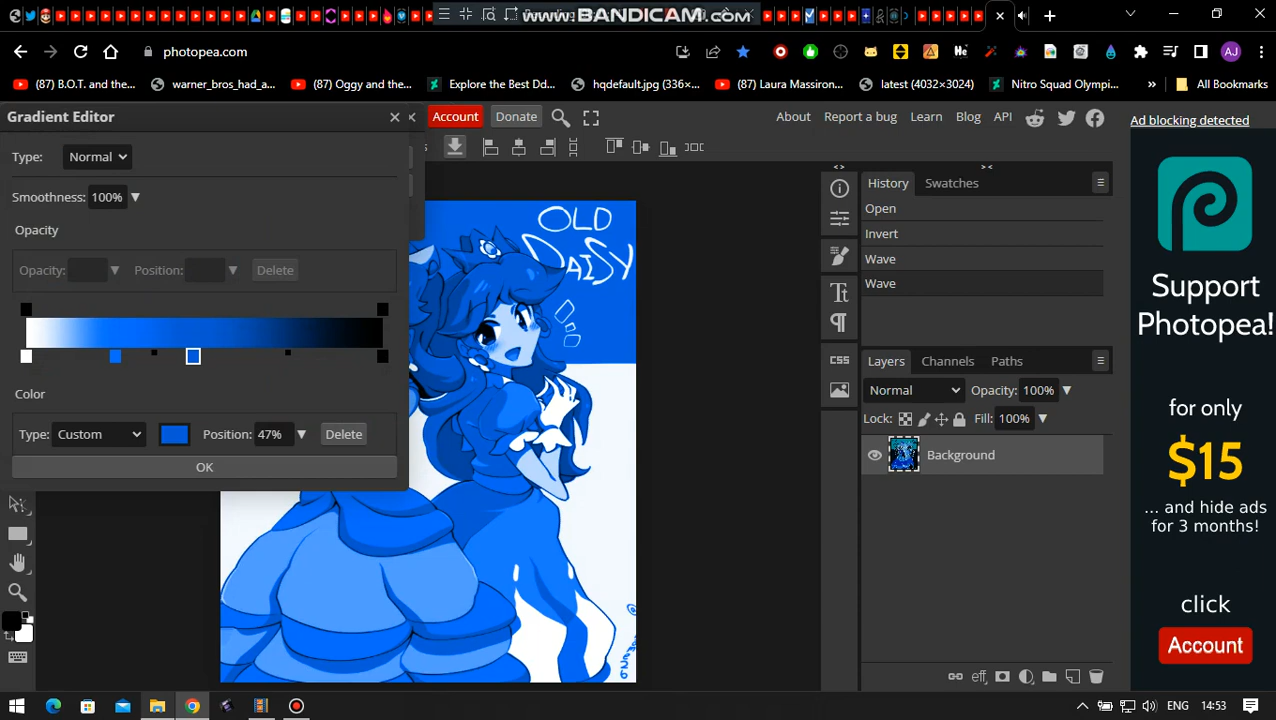 www.BANDICAM.com
photopea.com
(87) B.O.T. and the...
warner_bros_had_a...
(87) Oggy and the...
Explore the Best Dd...
hqdefault.jpg (336×...
(87) Laura Massiron...
latest (4032×3024)
Nitro Squad Olympi...
»
All Bookmarks
Gradient Editor
Account
Donate
About
Report a bug
Learn
Blog
API
Ad blocking detected
Type:
Normal
Smoothness:
100%
Opacity
Opacity:
Position:
Delete
Color
Type:
Custom
Position:
47%
Delete
OK
OLD
DAISY
<>
><
History
Swatches
Open
Invert
Wave
Wave
CSS
Layers
Channels
Paths
Normal
Opacity:
100%
Lock:
Fill:
100%
Background
eff
Support
Photopea!
for only
$15
... and hide ads
for 3 months!
click
Account
AJ
ENG
14:53